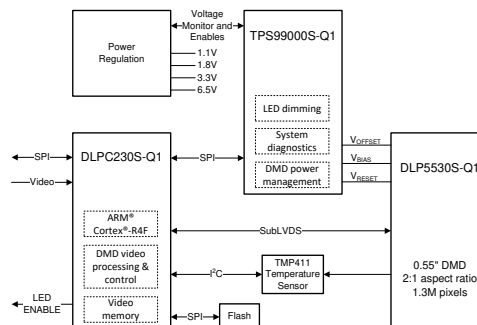 Voltage
Monitor and
Enables
TPS99000S-Q1
Power
Regulation
1.1V
1.8V
3.3V
6.5V
LED dimming
System
diagnostics
DMD power
management
VOFFSET
VBIAS
VRESET
DLPC230S-Q1
DLP5530S-Q1
SPI
SPI
Video
ARM®
Cortex®-R4F
SubLVDS
DMD video
processing &
control
I²C
TMP411
Temperature
Sensor
0.55" DMD
2:1 aspect ratio
1.3M pixels
LED
ENABLE
Video
memory
SPI
Flash